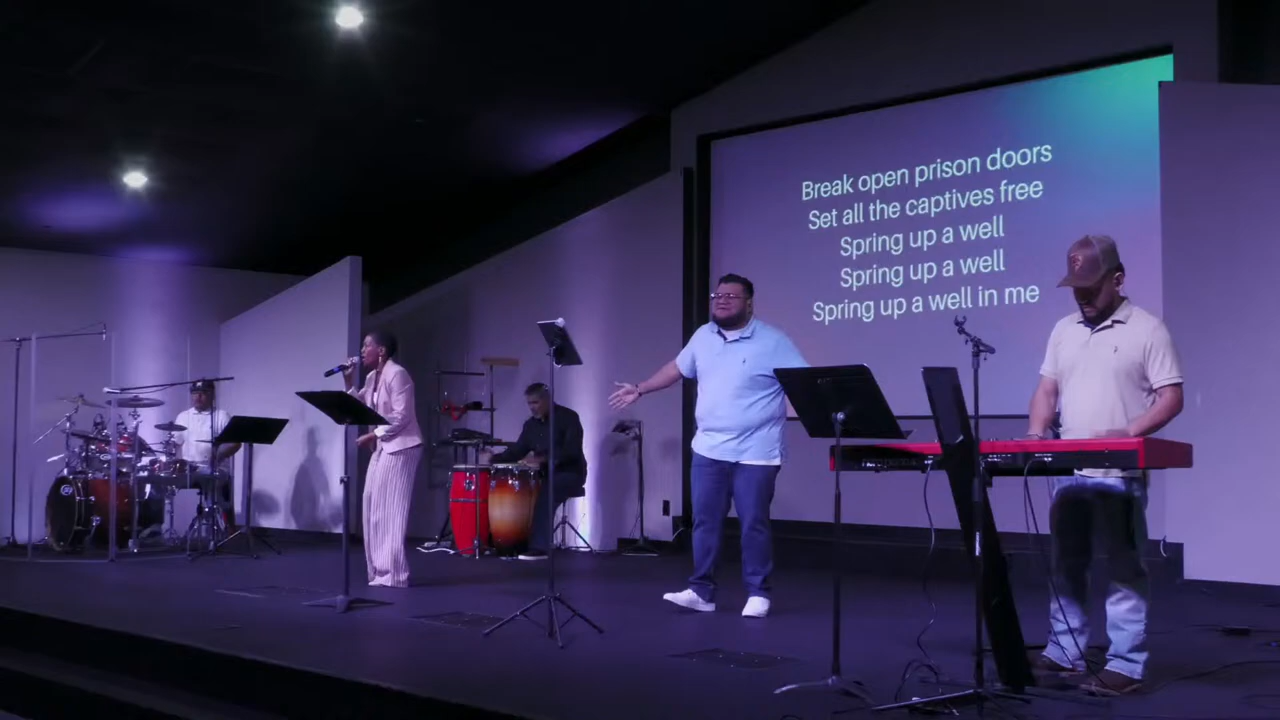 Break open prison doors
Set all the captives free
Spring up a well
Spring up a well
Spring up a well in me